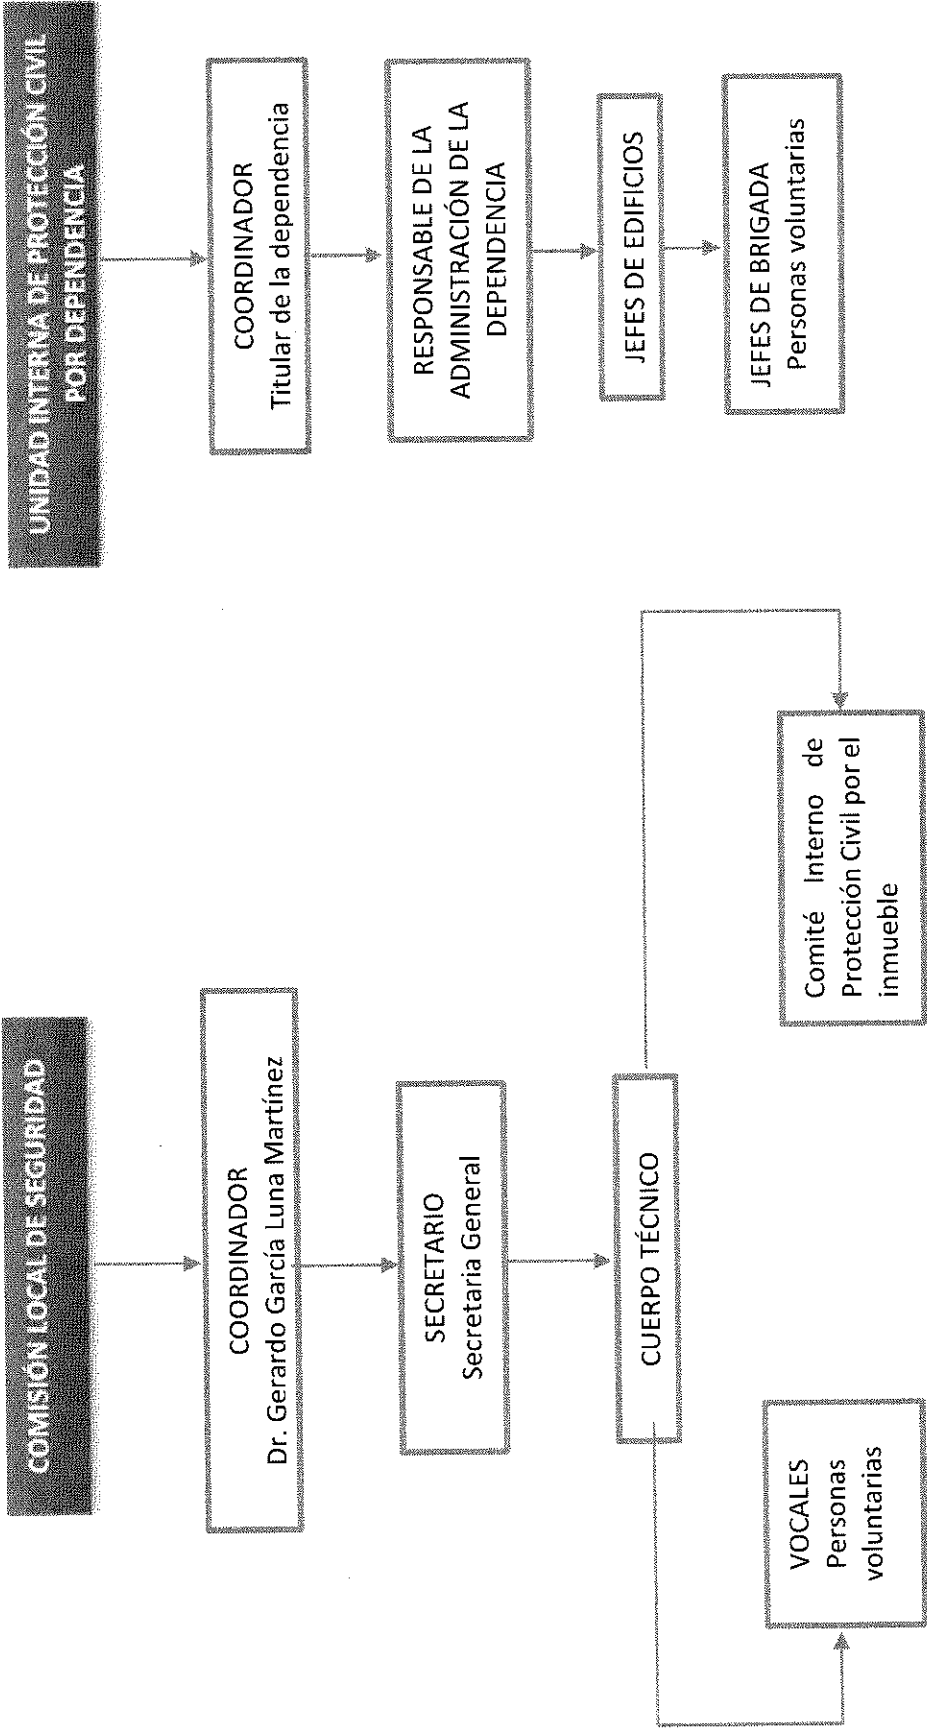 COMISIÓN LOCAL DE SEGURIDAD
COORDINADOR
Dr. Gerardo García Luna Martínez
SECRETARIO
Secretaria General
CUERPO TÉCNICO
VOCALES
Personas
voluntarias
Comité Interno de
Protección Civil por el
inmueble
UNIDAD INTERNA DE PROTECCIÓN CIVIL
POR DEPENDENCIA
COORDINADOR
Titular de la dependencia
RESPONSABLE DE LA
ADMINISTRACIÓN DE LA
DEPENDENCIA
JEFES DE EDIFICIOS
JEFES DE BRIGADA
Personas voluntarias